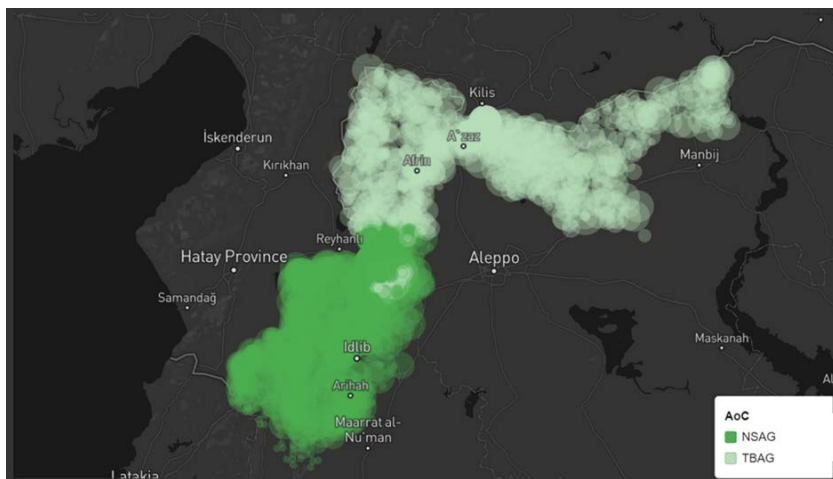 Kilis
İskenderun
A`zaz
Kırıkhan
Afrin
Manbij
Reyhanlı
Hatay Province
Aleppo
Samandağ
Maskanah
Idlib
Arihah
Maarrat al-
Nu`man
Latakia
AoC
NSAG
TBAG